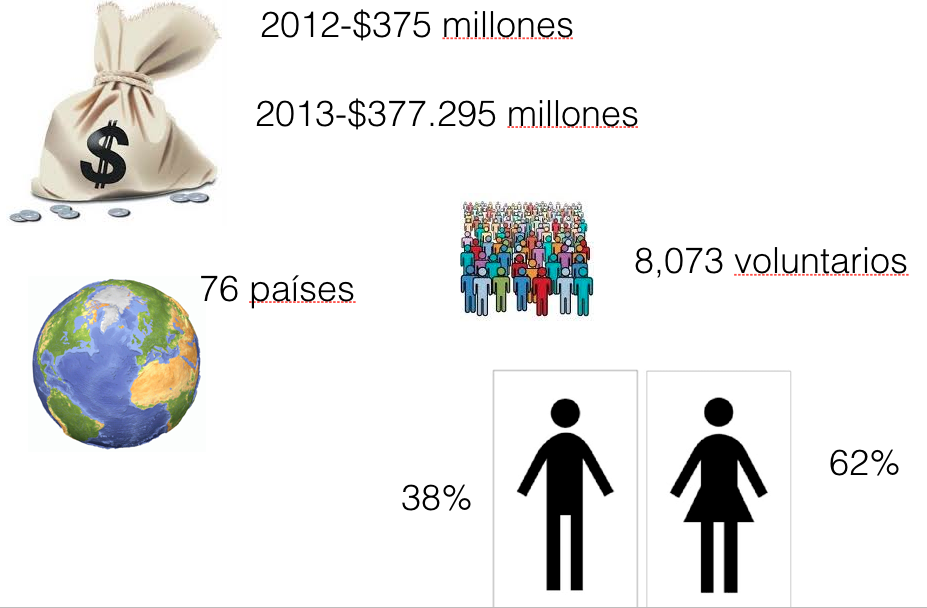 2012-$375 millones
2013-$377.295 millones
$
8,073 voluntarios
76 países
62%
38%